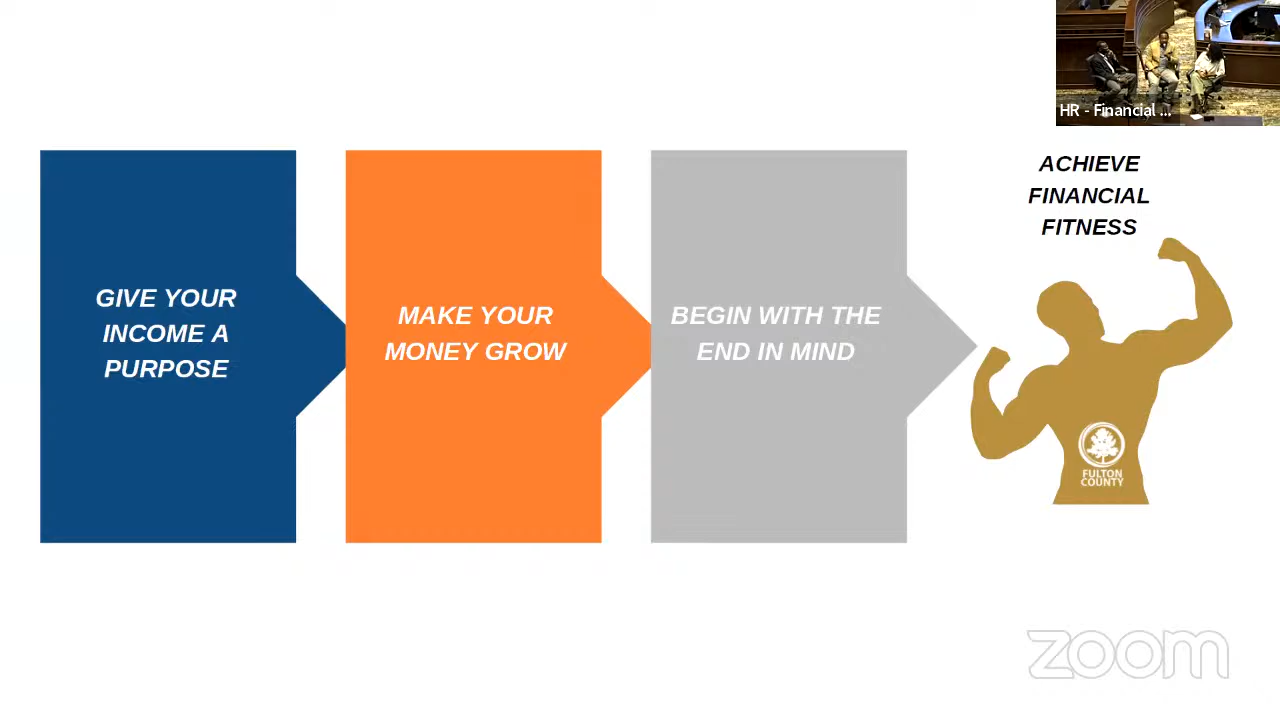 HR - Financial ...
GIVE YOUR
INCOME A
PURPOSE
MAKE YOUR
MONEY GROW
BEGIN WITH THE
END IN MIND
ACHIEVE
FINANCIAL
FITNESS
FULTON
COUNTY
zoom